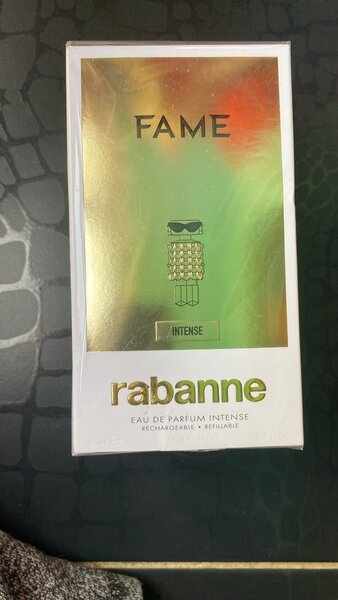 FAME
INTENSE
rabanne
EAU DE PARFUM INTENSE
RECHARGEABLE • REFILLABLE